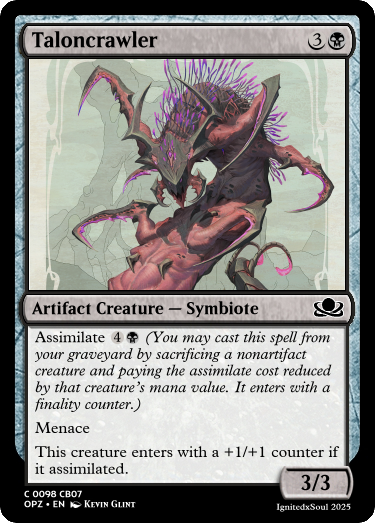 Taloncrawler 3
Artifact Creature — Symbiote
Assimilate 4 (You may cast this spell from
your graveyard by sacrificing a nonartifact
creature and paying the assimilate cost reduced
by that creature's mana value. It enters with a
finality counter.)
Menace
This creature enters with a +1/+1 counter if
it assimilated.
3/3
C 0098 CB07
OPZ • EN Kevin Glint
IgnitedxSoul 2025